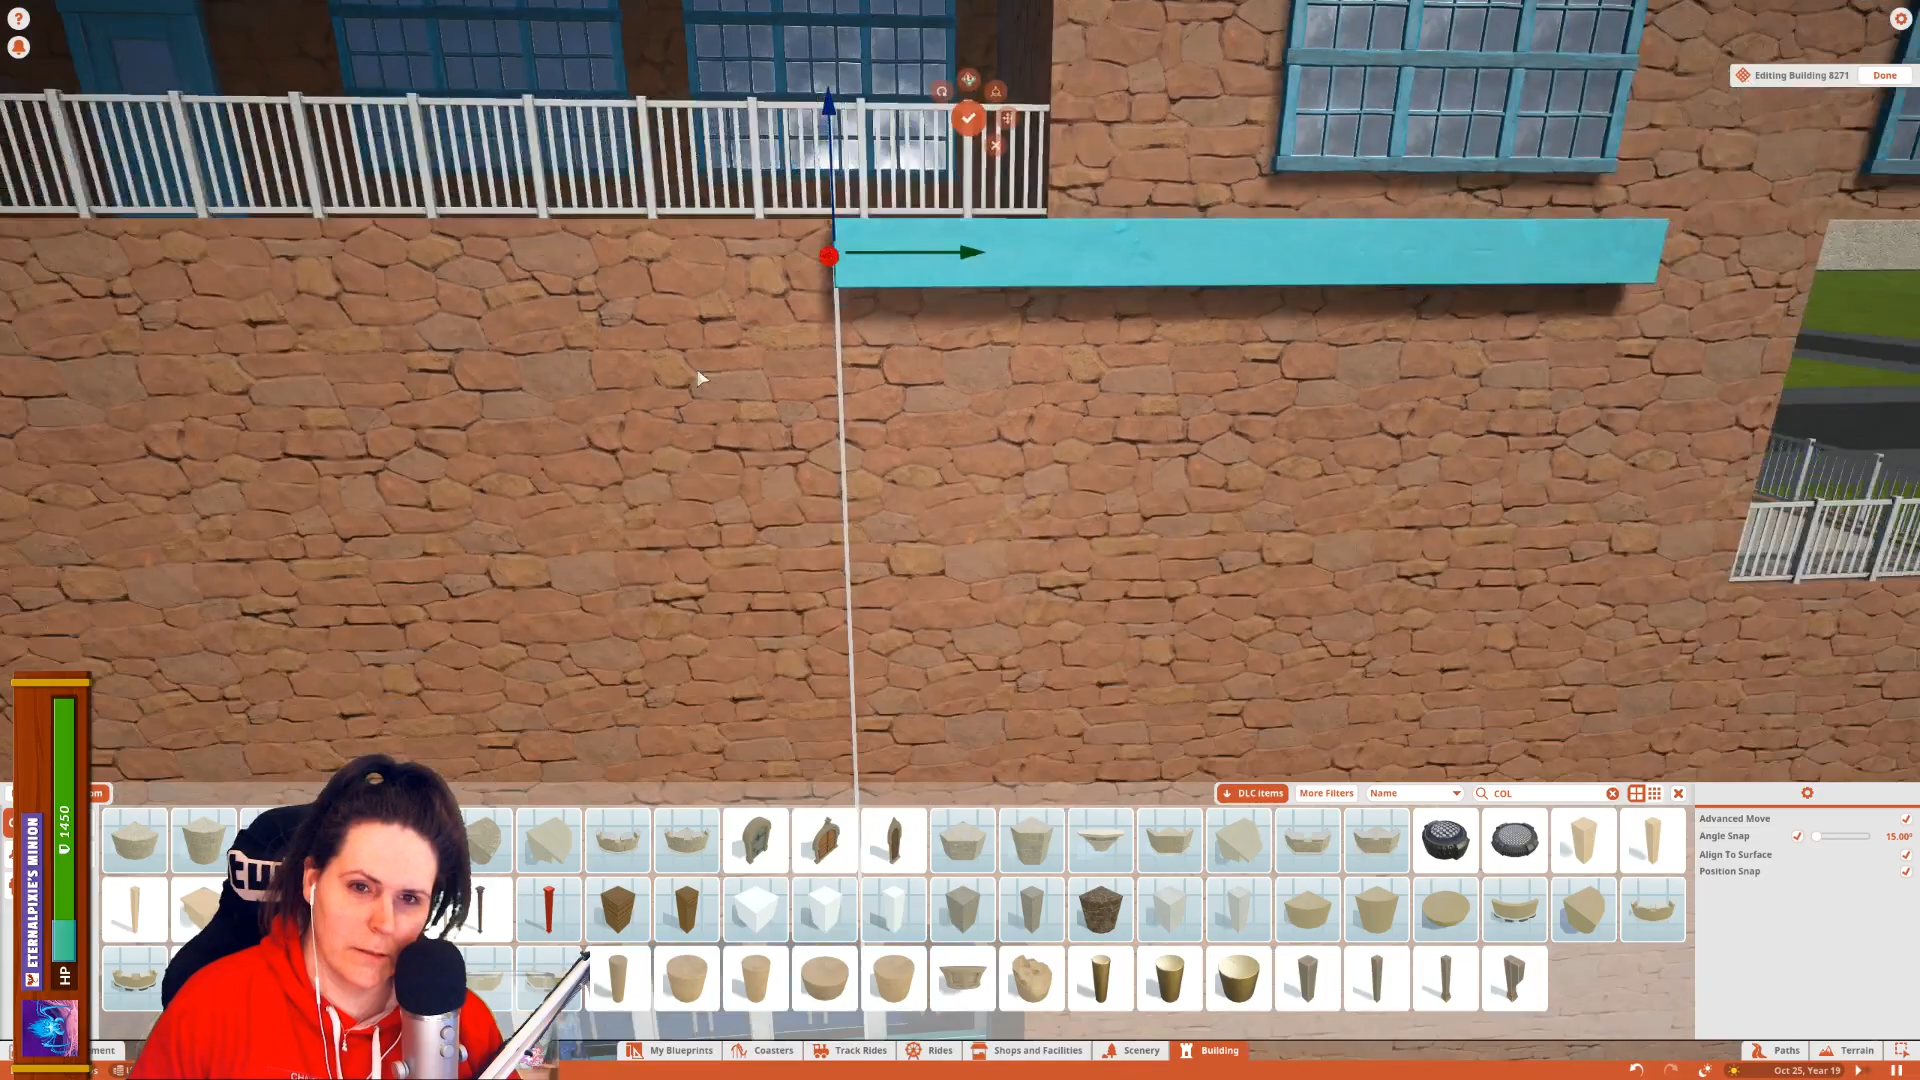 ?
Editing Building 8271
Done
DLC items
More Filters
Name
COL
Advanced Move
Angle Snap
15.00°
Align To Surface
Position Snap
ETERNALPIXIE'S MINION
1450
HP
My Blueprints
Coasters
Track Rides
Rides
Shops and Facilities
Scenery
Building
Paths
Terrain
Oct 25, Year 19